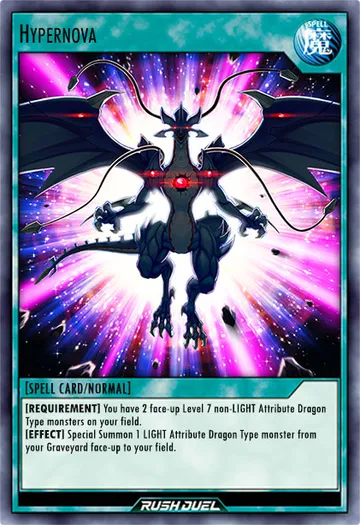 HYPERNOVA
SPELL
魔
[SPELL CARD/NORMAL]
[REQUIREMENT] You have 2 face-up Level 7 non-LIGHT Attribute Dragon
Type monsters on your field.
[EFFECT] Special Summon 1 LIGHT Attribute Dragon Type monster from
your Graveyard face-up to your field.
RUSH DUEL